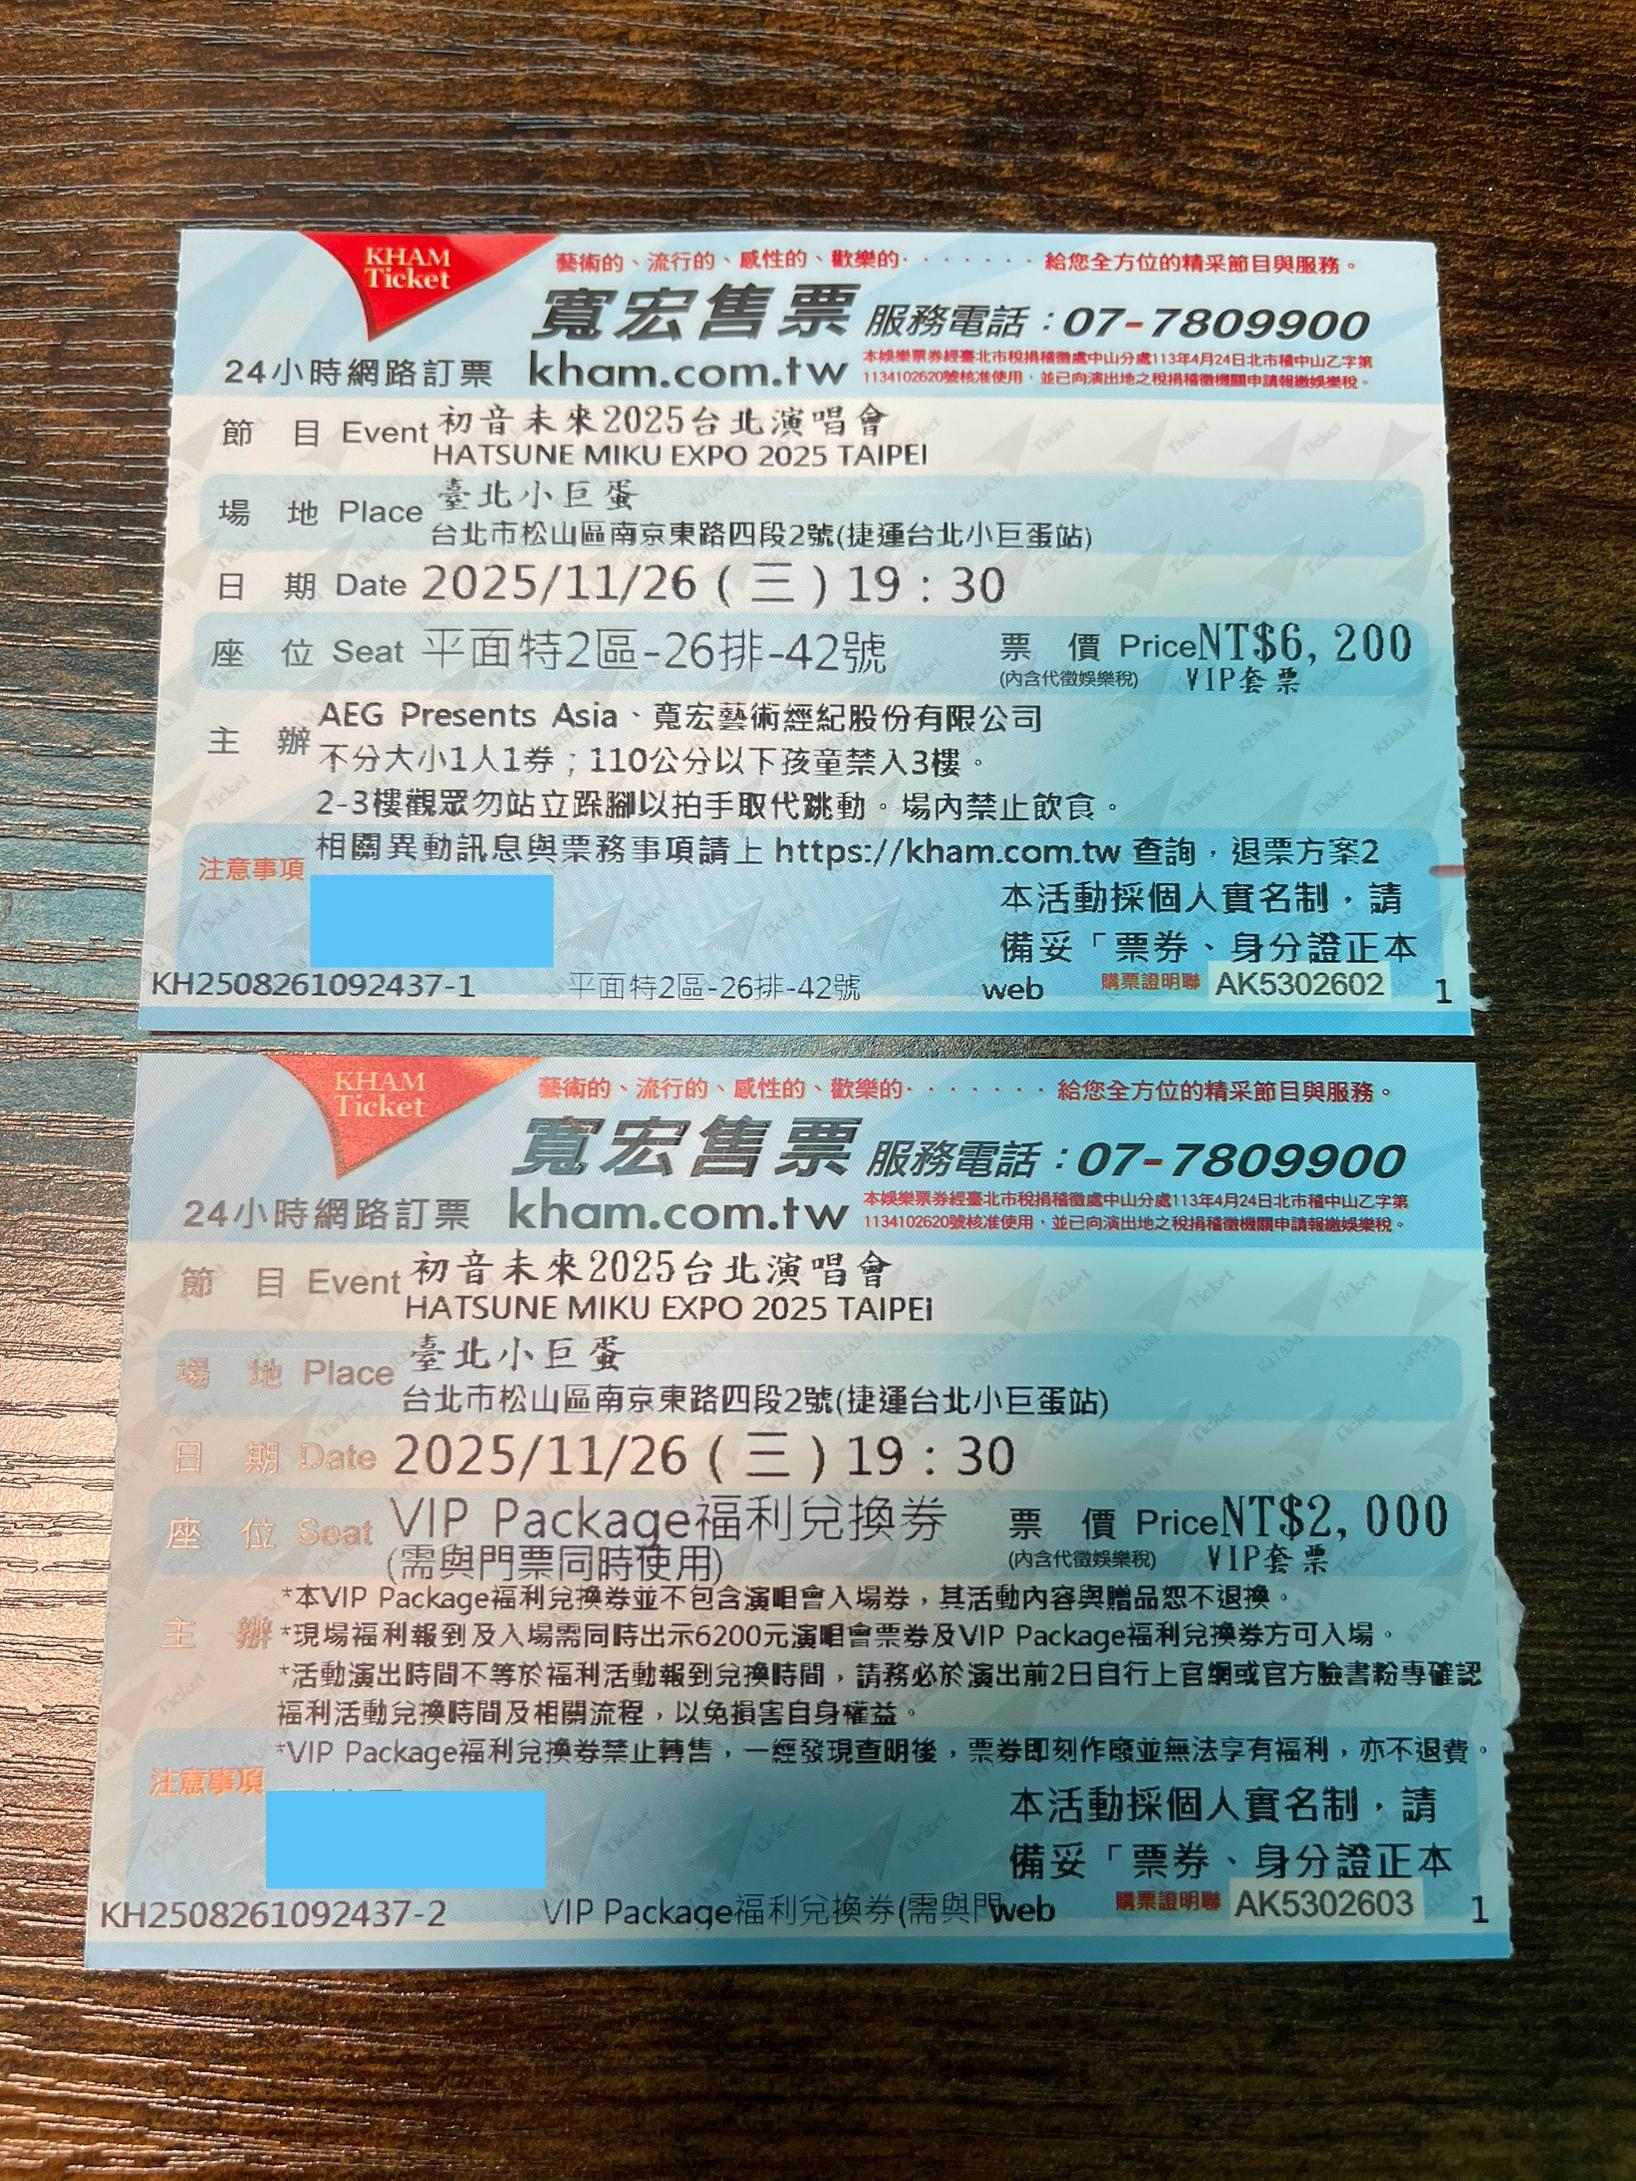 KHAM
Ticket
藝術的、流行的、感性的、歡樂的·······給您全方位的精采節目與服務。
寬宏售票 服務電話：07-7809900
24小時網路訂票 kham.com.tw
本娛樂票券經臺北市稅捐稽徵處中山分處113年4月24日北市稽中山乙字第
1134102620號核准使用，並已向演出地之稅捐稽徵機關申請報繳娛樂稅。
節目 Event 初音未來2025台北演唱會
HATSUNE MIKU EXPO 2025 TAIPEI
場地 Place 臺北小巨蛋
台北市松山區南京東路四段2號(捷運台北小巨蛋站)
日期 Date 2025/11/26(三)19:30
座位 Seat 平面特2區-26排-42號 票價 Price NT$6,200
(內含代徵娛樂稅) VIP套票
主辦 AEG Presents Asia、寬宏藝術經紀股份有限公司
不分大小1人1券；110公分以下孩童禁入3樓。
2-3樓觀眾勿站立跺腳以拍手取代跳動。場內禁止飲食。
相關異動訊息與票務事項請上 https://kham.com.tw 查詢，退票方案2
注意事項
本活動採個人實名制，請
備妥「票券、身分證正本
KH2508261092437-1 平面特2區-26排-42號 web 購票證明聯 AK5302602 1
KHAM
Ticket
藝術的、流行的、感性的、歡樂的·······給您全方位的精采節目與服務。
寬宏售票 服務電話：07-7809900
24小時網路訂票 kham.com.tw
本娛樂票券經臺北市稅捐稽徵處中山分處113年4月24日北市稽中山乙字第
1134102620號核准使用，並已向演出地之稅捐稽徵機關申請報繳娛樂稅。
節目 Event 初音未來2025台北演唱會
HATSUNE MIKU EXPO 2025 TAIPEI
場地 Place 臺北小巨蛋
台北市松山區南京東路四段2號(捷運台北小巨蛋站)
日期 Date 2025/11/26(三)19:30
座位 Seat VIP Package福利兌換券 票價 Price NT$2,000
(需與門票同時使用) (內含代徵娛樂稅) VIP套票
*本VIP Package福利兌換券並不包含演唱會入場券，其活動內容與贈品恕不退換。
主辦 *現場福利報到及入場需同時出示6200元演唱會票券及VIP Package福利兌換券方可入場。
*活動演出時間不等於福利活動報到兌換時間，請務必於演出前2日自行上官網或官方臉書粉專確認
福利活動兌換時間及相關流程，以免損害自身權益。
*VIP Package福利兌換券禁止轉售，一經發現查明後，票券即刻作廢並無法享有福利，亦不退費。
注意事項
本活動採個人實名制，請
備妥「票券、身分證正本
KH2508261092437-2 VIP Package福利兌換券(需與門 web 購票證明聯 AK5302603 1